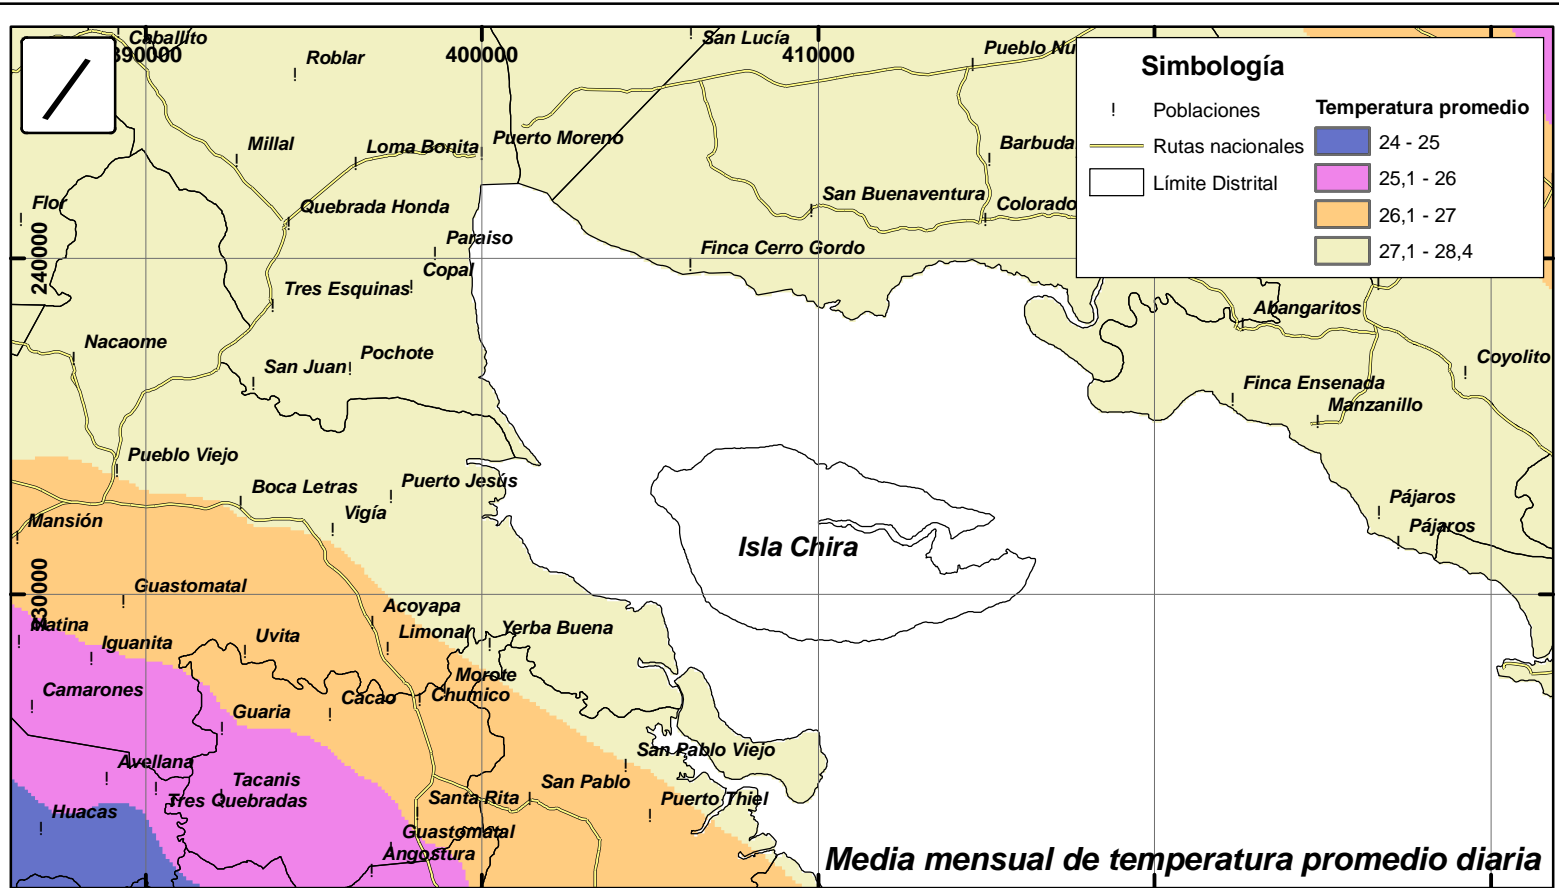 Caballito
390000
400000
San Lucía
410000
Roblar
Simbología
Poblaciones
Rutas nacionales
Límite Distrital
Temperatura promedio
24 - 25
25,1 - 26
26,1 - 27
27,1 - 28,4
Millal
Loma Bonita
Puerto Moreno
Barbuda
Flor
Quebrada Honda
San Buenaventura
Colorado
Paraiso
Finca Cerro Gordo
240000
Copal
Tres Esquinas
Abangaritos
Nacaome
San Juan
Pochote
Coyolito
Finca Ensenada
Manzanillo
Pueblo Viejo
Boca Letras
Puerto Jesús
Vigía
Pájaros
Pájaros
Mansión
Isla Chira
Guastomatal
Acoyapa
Matina
Iguanita
Uvita
Limonal
Yerba Buena
Camarones
Morote
Cacao
Chumico
Guaria
Avellana
San Pablo Viejo
Tacanis
San Pablo
Tres Quebradas
Santa Rita
Puerto Thiel
Huacas
Guastomatal
Angostura
Media mensual de temperatura promedio diaria